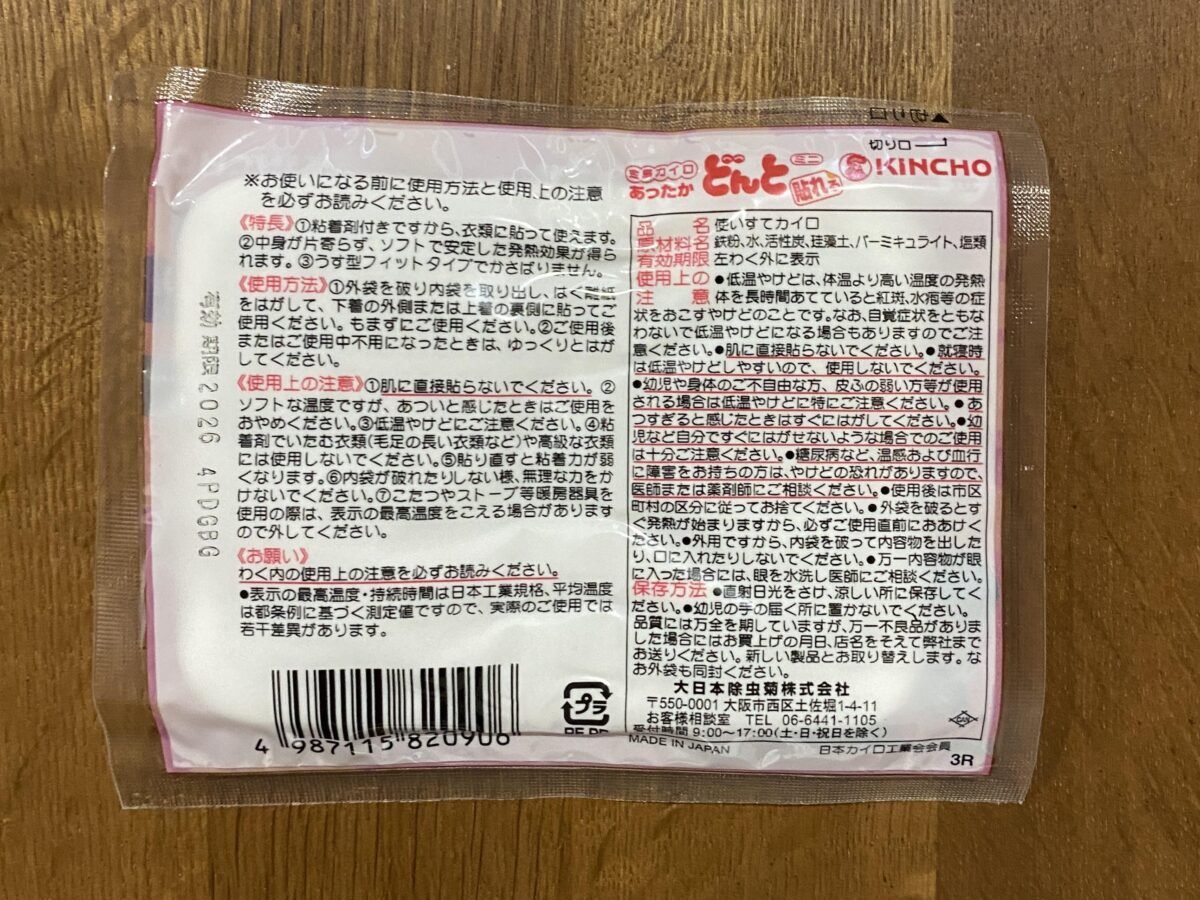 切り口
切り口
※お使いになる前に使用方法と使用上の注意
を必ずお読みください。
《特長》①粘着剤付きですから、衣類に貼って使えます。
②中身が片寄らず、ソフトで安定した発熱効果が得ら
れます。③うす型フィットタイプでかさばりません。
《使用方法》①外袋を破り内袋を取り出し、はく離紙
をはがして、下着の外側または上着の裏側に貼ってご
使用ください。もまずにご使用ください。②ご使用後
またはご使用中不用になったときは、ゆっくりとはが
してください。
《使用上の注意》①肌に直接貼らないでください。②
ソフトな温度ですが、あついと感じたときはご使用を
おやめください。③低温やけどにご注意ください。④粘
着剤でいたむ衣類(毛足の長い衣類など)や高級な衣類
には使用しないでください。⑤貼り直すと粘着力が弱
くなります。⑥内袋が破れたりしない様、無理な力をか
けないでください。⑦こたつやストーブ等暖房器具を
使用の際は、表示の最高温度をこえる場合があります
ので外してください。
《お願い》
わく内の使用上の注意を必ずお読みください。
●表示の最高温度・持続時間は日本工業規格、平均温度
は都条例に基づく測定値ですので、実際のご使用では
若干差異があります。
有効期限 2026 4PDGBG
4 987115 820906
プラ
PE,PP
ミニ
あったか
どんと
ミニ
貼れる
KINCHO
品名 使いすてカイロ
原材料名 鉄粉、水、活性炭、珪藻土、バーミキュライト、塩類
有効期限 左わく外に表示
使用上の ●低温やけどは、体温より高い温度の発熱
注意 体を長時間あてていると紅斑、水疱等の症
状をおこすやけどのことです。なお、自覚症状をともな
わないで低温やけどになる場合もありますのでご注
意ください。●肌に直接貼らないでください。●就寝時
は低温やけどしやすいので、使用しないでください。
●幼児や身体のご不自由な方、皮ふの弱い方等が使用
される場合は低温やけどに特にご注意ください。●あ
つすぎると感じたときはすぐにはがしてください。●幼
児など自分ですぐにはがせないような場合でのご使用
は十分ご注意ください。●糖尿病など、温感および血行
に障害をお持ちの方は、やけどの恐れがありますので、
医師または薬剤師にご相談ください。●使用後は市区
町村の区分に従ってお捨てください。●外袋を破るとす
ぐ発熱が始まりますから、必ずご使用直前におあけく
ださい。●外用ですから、内袋を破って内容物を出した
り、口に入れたりしないでください。●万一内容物が眼
に入った場合には、眼を水洗し医師にご相談ください。
保存方法 ●直射日光をさけ、涼しい所に保存してく
ださい。●幼児の手の届く所に置かないでください。
品質には万全を期していますが、万一不良品がありま
した場合にはお買上げの月日、店名をそえて弊社まで
お送りください。新しい製品とお取り替えします。な
お外袋も同封ください。
大日本除虫菊株式会社
〒550-0001 大阪市西区土佐堀1-4-11
お客様相談室 TEL 06-6441-1105
受付時間 9:00〜17:00(土・日・祝日を除く)
MADE IN JAPAN
日本カイロ工業会会員
3R